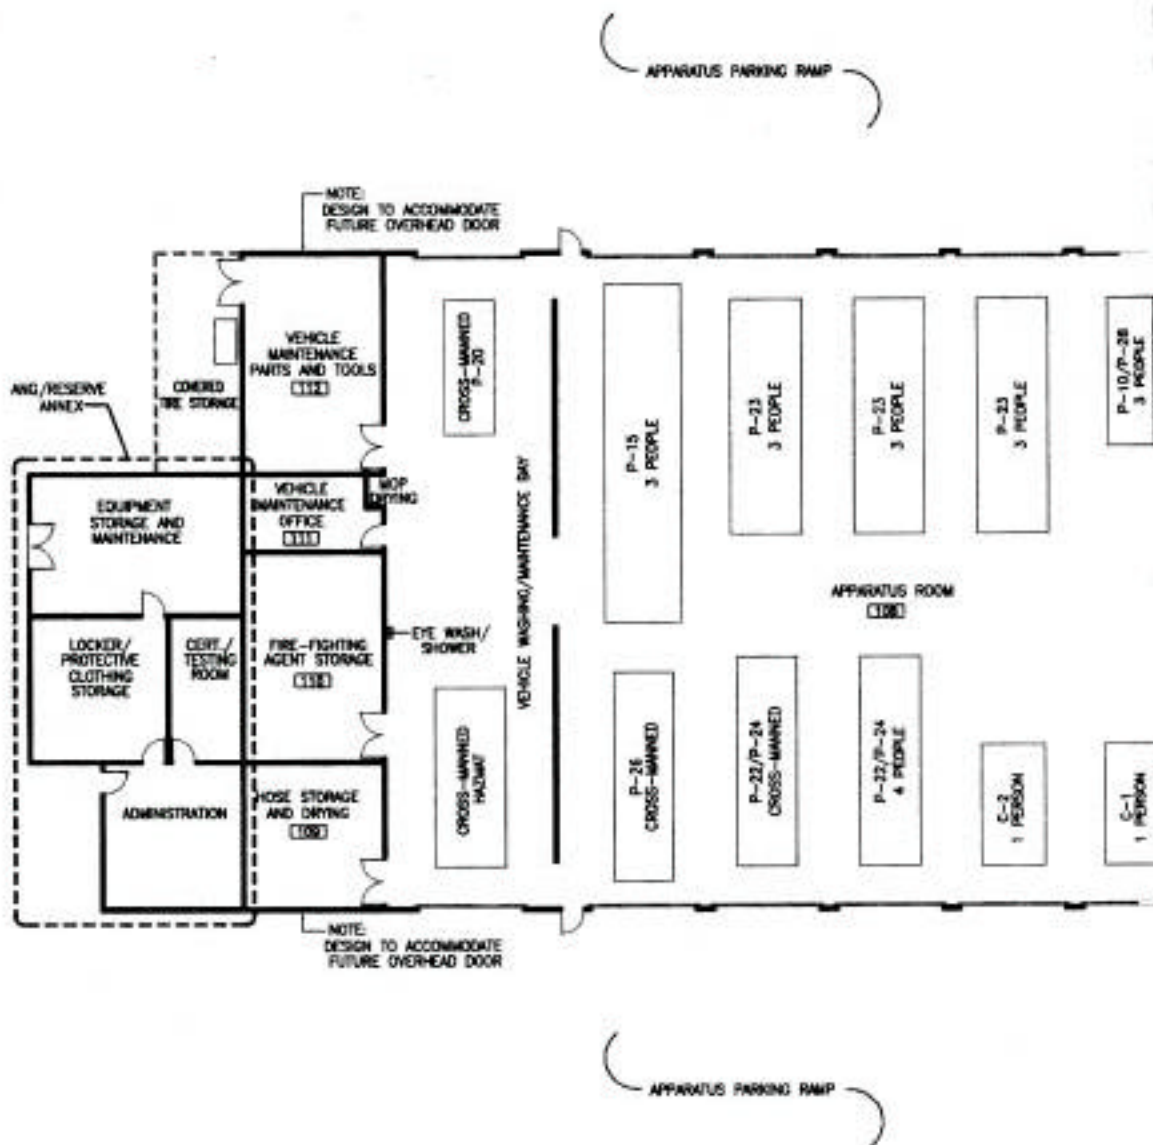 APPARATUS PARKING RAMP
NOTE:
DESIGN TO ACCOMMODATE
FUTURE OVERHEAD DOOR
VEHICLE
MAINTENANCE
PARTS AND TOOLS
112
COVERED
TIRE STORAGE
ANG/RESERVE
ANNEX
EQUIPMENT
STORAGE AND
MAINTENANCE
VEHICLE
MAINTENANCE
OFFICE
111
MOP
DRYING
LOCKER/
PROTECTIVE
CLOTHING
STORAGE
CERT./
TESTING
ROOM
FIRE-FIGHTING
AGENT STORAGE
110
EYE WASH/
SHOWER
ADMINISTRATION
HOSE STORAGE
AND DRYING
109
NOTE:
DESIGN TO ACCOMMODATE
FUTURE OVERHEAD DOOR
CROSS-MANNED
P-20
CROSS-MANNED
HAZMAT
VEHICLE WASHING/MAINTENANCE BAY
P-15
3 PEOPLE
P-23
3 PEOPLE
P-23
3 PEOPLE
P-23
3 PEOPLE
P-10/P-28
3 PEOPLE
APPARATUS ROOM
108
P-26
CROSS-MANNED
P-22/P-24
CROSS-MANNED
P-22/P-24
4 PEOPLE
C-2
1 PERSON
C-1
1 PERSON
APPARATUS PARKING RAMP